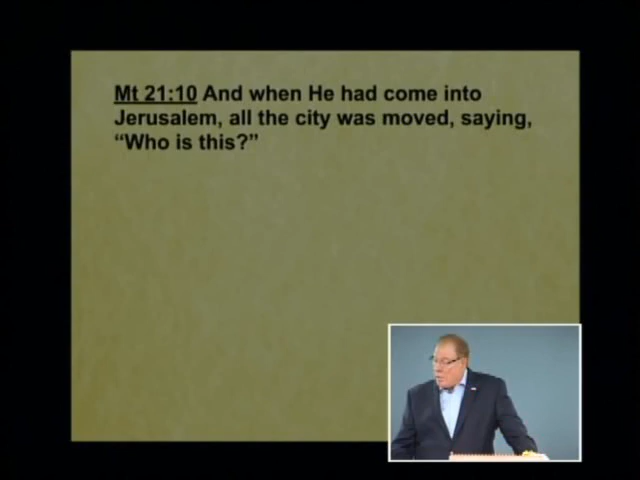 Mt 21:10 And when He had come into
Jerusalem, all the city was moved, saying,
“Who is this?”